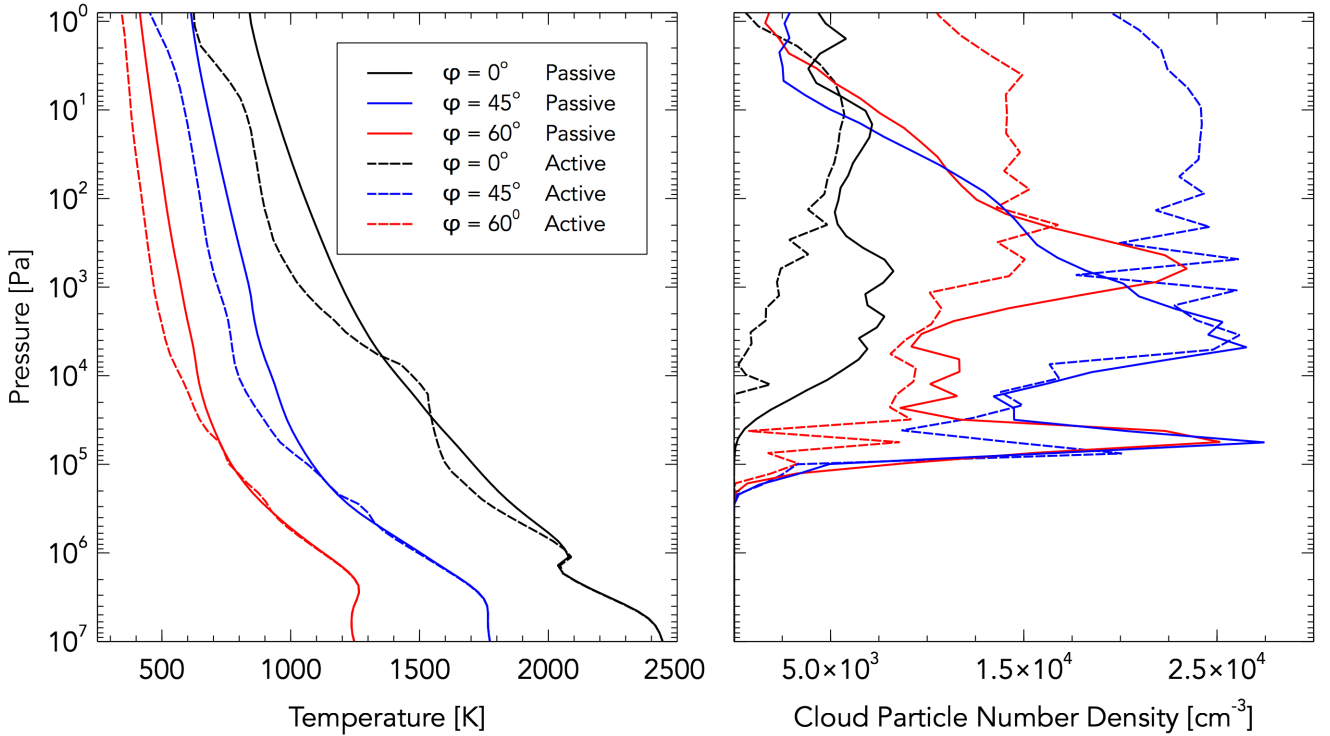 10⁰
10¹
10²
10³
10⁴
10⁵
10⁶
10⁷
Pressure [Pa]
φ = 0° Passive
φ = 45° Passive
φ = 60° Passive
φ = 0° Active
φ = 45° Active
φ = 60⁰ Active
500 1000 1500 2000 2500
Temperature [K]
5.0×10³ 1.5×10⁴ 2.5×10⁴
Cloud Particle Number Density [cm⁻³]